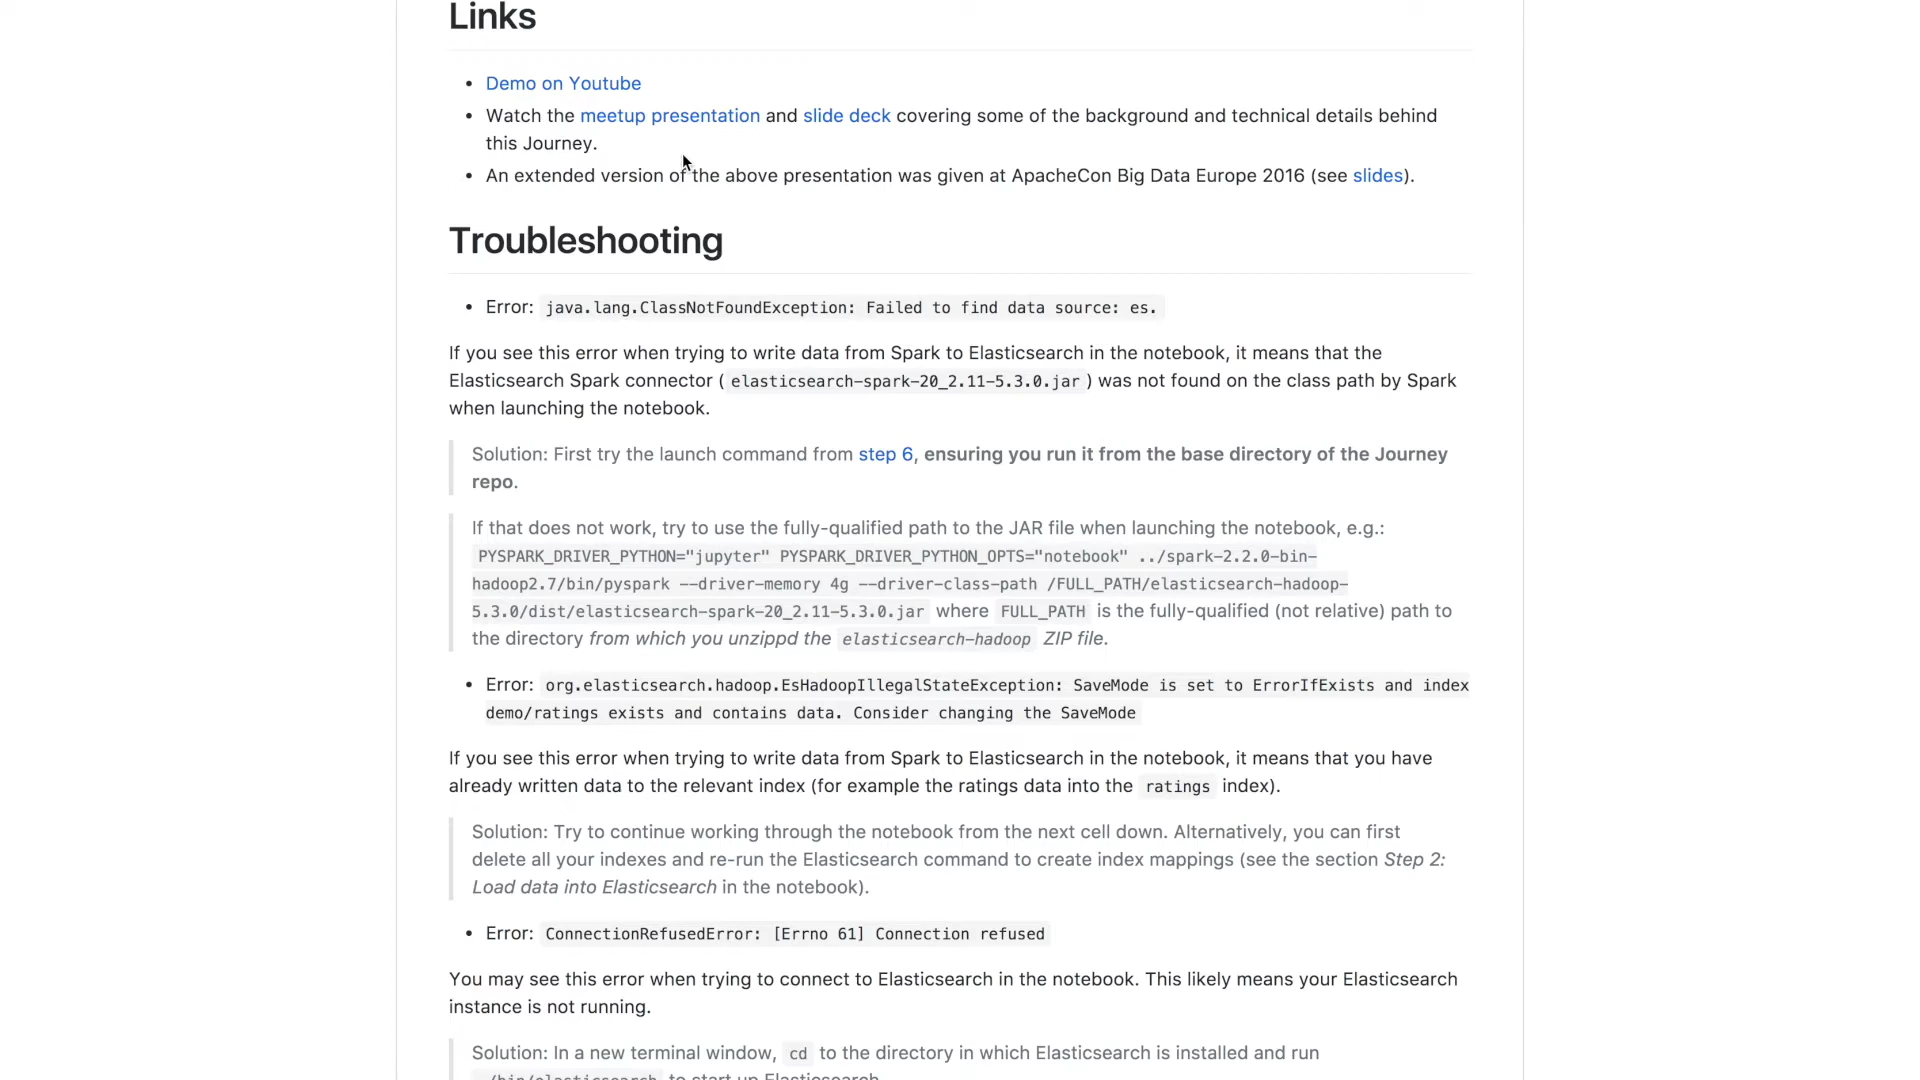 Links
• Demo on Youtube
• Watch the meetup presentation and slide deck covering some of the background and technical details behind
this Journey.
• An extended version of the above presentation was given at ApacheCon Big Data Europe 2016 (see slides).
Troubleshooting
• Error: java.lang.ClassNotFoundException: Failed to find data source: es.
If you see this error when trying to write data from Spark to Elasticsearch in the notebook, it means that the
Elasticsearch Spark connector ( elasticsearch-spark-20_2.11-5.3.0.jar ) was not found on the class path by Spark
when launching the notebook.
Solution: First try the launch command from step 6, ensuring you run it from the base directory of the Journey
repo.
If that does not work, try to use the fully-qualified path to the JAR file when launching the notebook, e.g.:
PYSPARK_DRIVER_PYTHON="jupyter" PYSPARK_DRIVER_PYTHON_OPTS="notebook" ../spark-2.2.0-bin-
hadoop2.7/bin/pyspark --driver-memory 4g --driver-class-path /FULL_PATH/elasticsearch-hadoop-
5.3.0/dist/elasticsearch-spark-20_2.11-5.3.0.jar where FULL_PATH is the fully-qualified (not relative) path to
the directory from which you unzippd the elasticsearch-hadoop ZIP file.
• Error: org.elasticsearch.hadoop.EsHadoopIllegalStateException: SaveMode is set to ErrorIfExists and index
demo/ratings exists and contains data. Consider changing the SaveMode
If you see this error when trying to write data from Spark to Elasticsearch in the notebook, it means that you have
already written data to the relevant index (for example the ratings data into the ratings index).
Solution: Try to continue working through the notebook from the next cell down. Alternatively, you can first
delete all your indexes and re-run the Elasticsearch command to create index mappings (see the section Step 2:
Load data into Elasticsearch in the notebook).
• Error: ConnectionRefusedError: [Errno 61] Connection refused
You may see this error when trying to connect to Elasticsearch in the notebook. This likely means your Elasticsearch
instance is not running.
Solution: In a new terminal window, cd to the directory in which Elasticsearch is installed and run
./bin/elasticsearch to start up Elasticsearch.